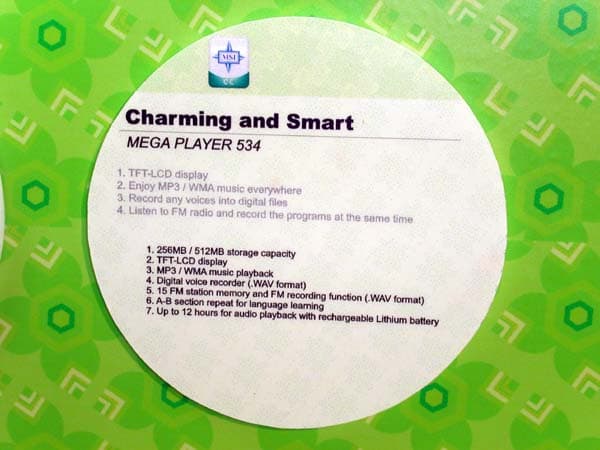 MSI
Charming and Smart
MEGA PLAYER 534
1. TFT-LCD display
2. Enjoy MP3 / WMA music everywhere
3. Record any voices into digital files
4. Listen to FM radio and record the programs at the same time
1. 256MB / 512MB storage capacity
2. TFT-LCD display
3. MP3 / WMA music playback
4. Digital voice recorder (.WAV format)
5. 15 FM station memory and FM recording function (.WAV format)
6. A-B section repeat for language learning
7. Up to 12 hours for audio playback with rechargeable Lithium battery